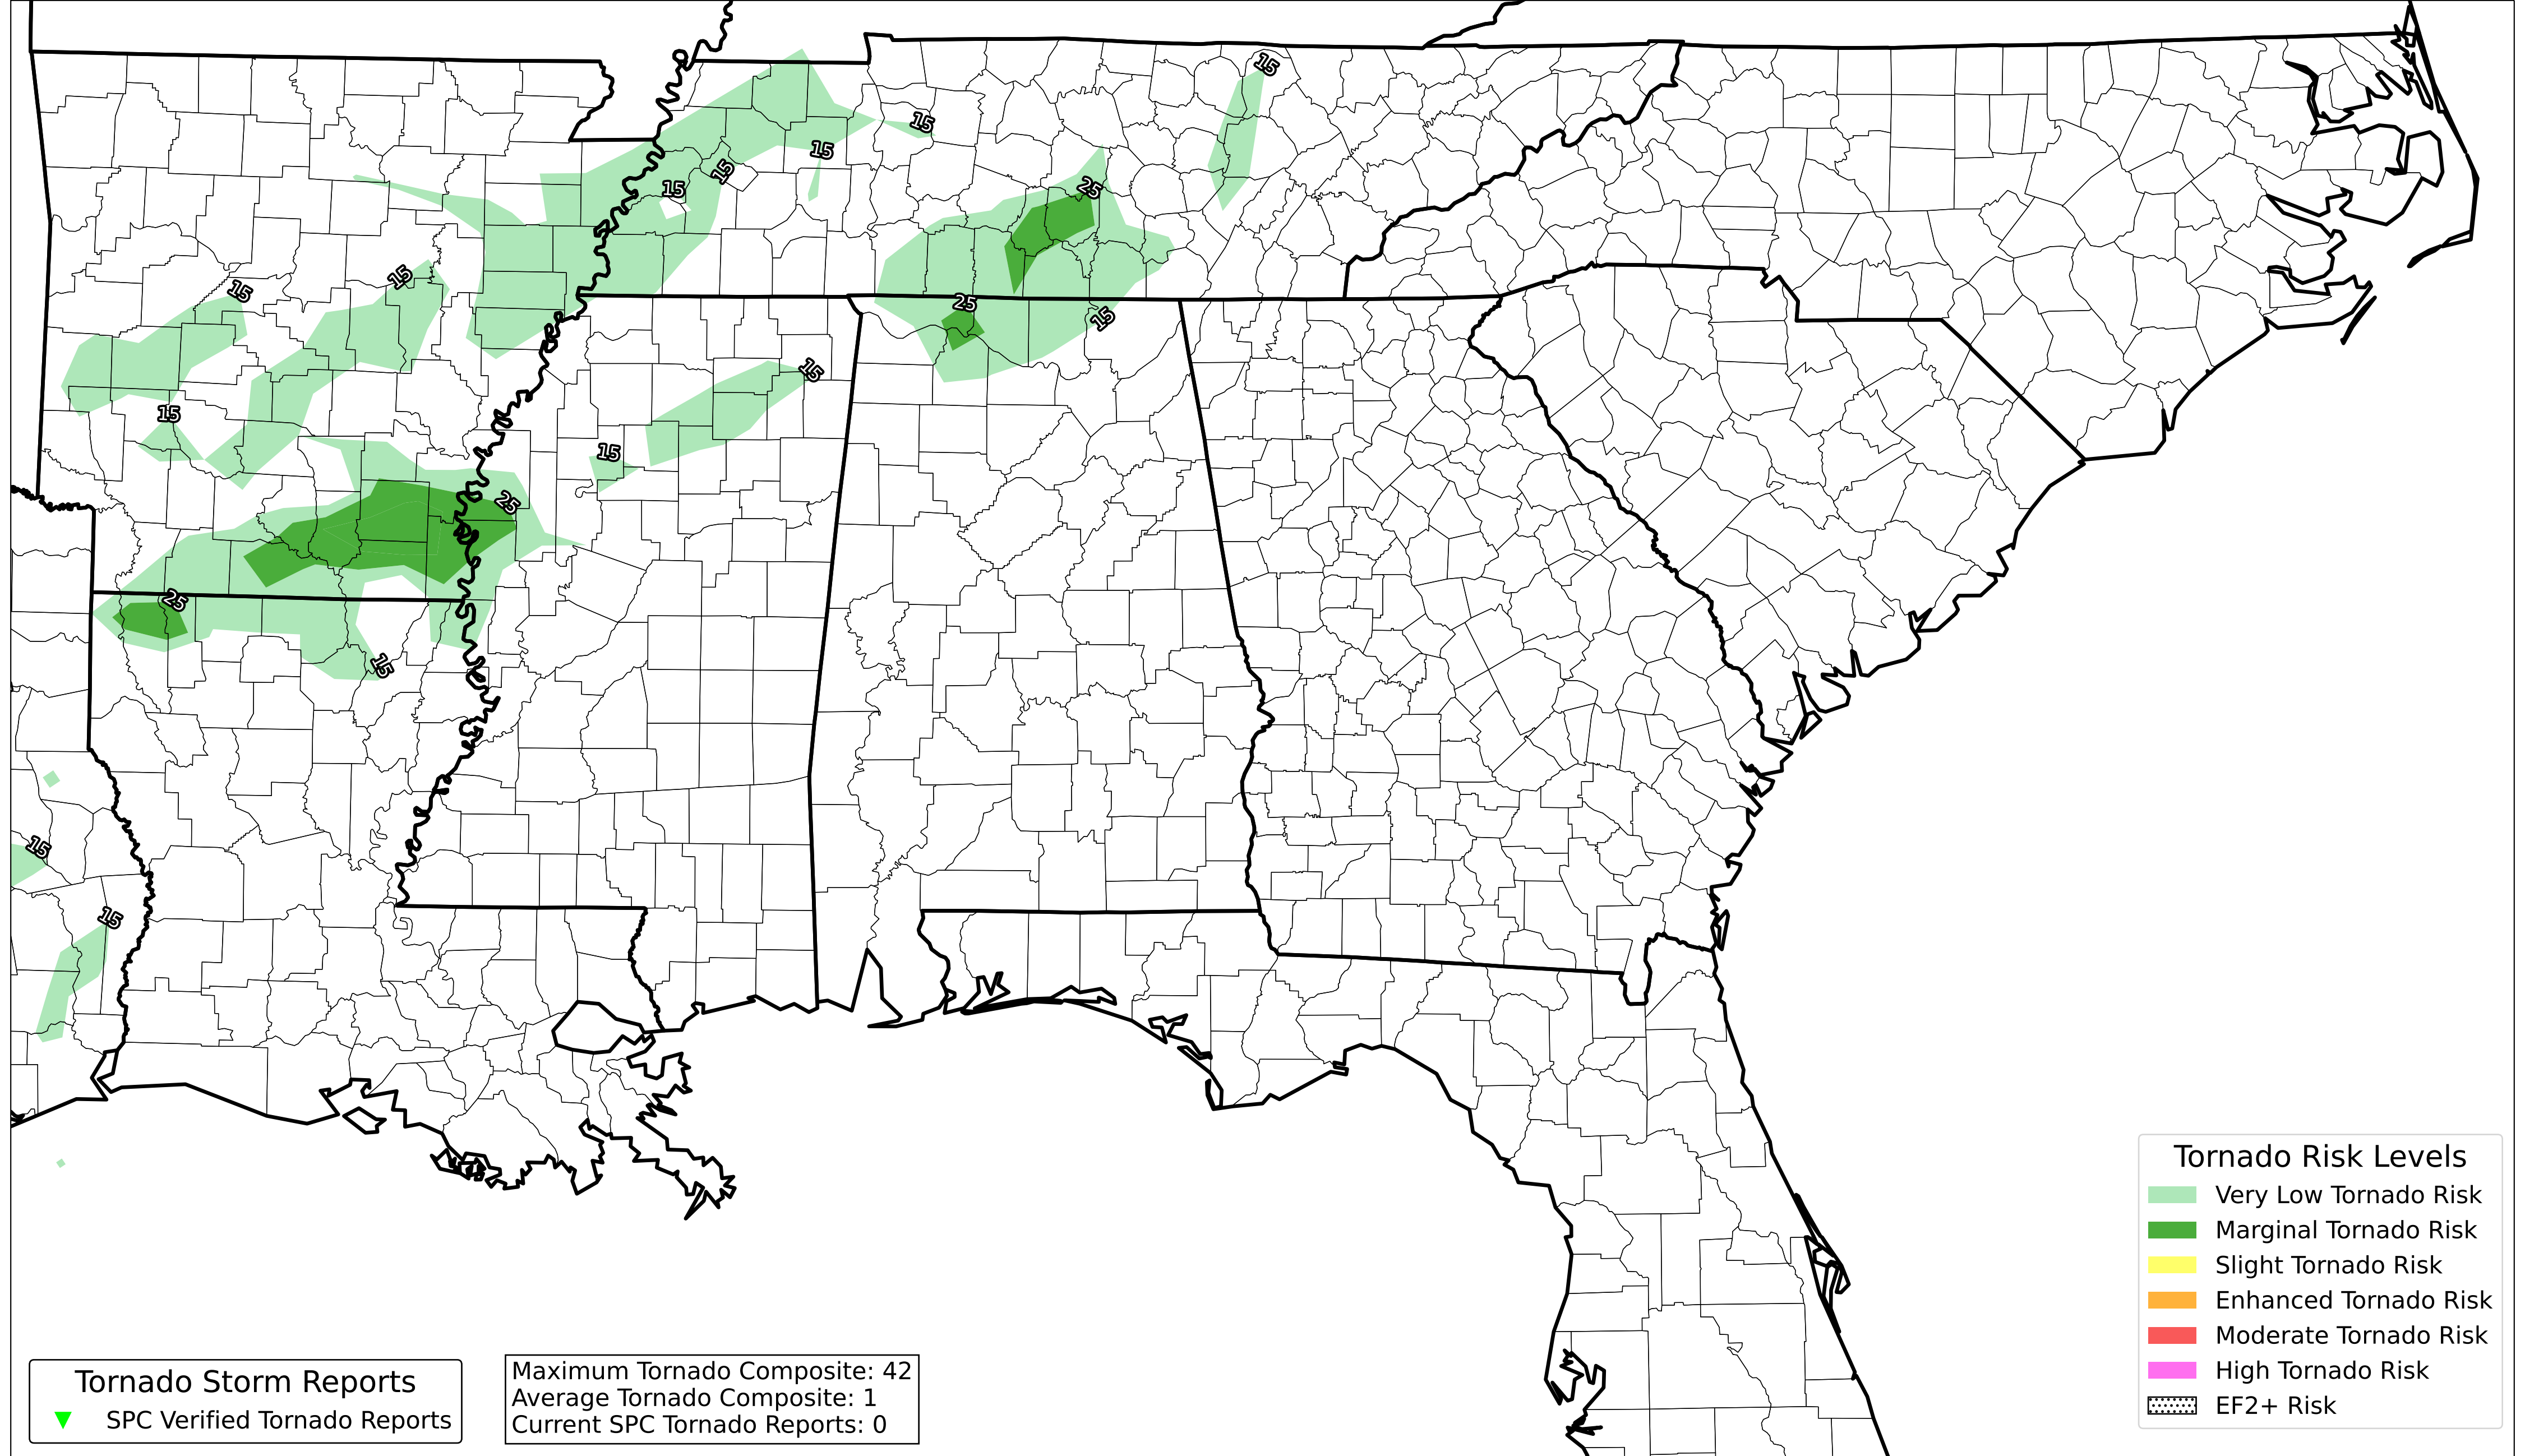 15
15
15
15
15
25
15
15
25
15
15
15
15
25
25
15
15
15
Tornado Risk Levels
Very Low Tornado Risk
Marginal Tornado Risk
Slight Tornado Risk
Enhanced Tornado Risk
Moderate Tornado Risk
High Tornado Risk
EF2+ Risk
Tornado Storm Reports
SPC Verified Tornado Reports
Maximum Tornado Composite: 42
Average Tornado Composite: 1
Current SPC Tornado Reports: 0